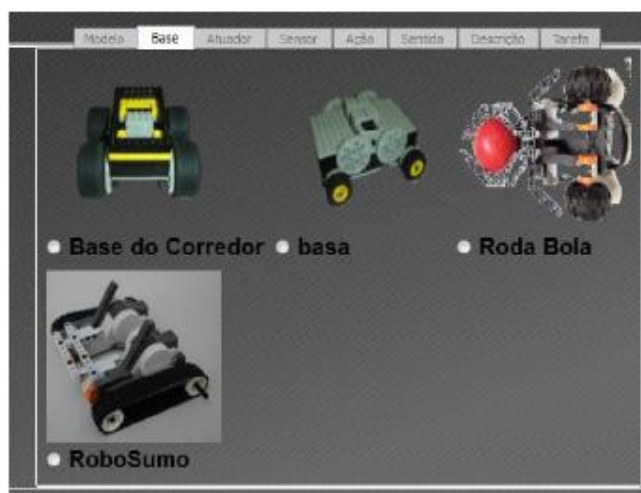 Modelo Base Atuador Sensor Ação Sentido Descrição Tarefa
Base do Corredor basa Roda Bola
RoboSumo